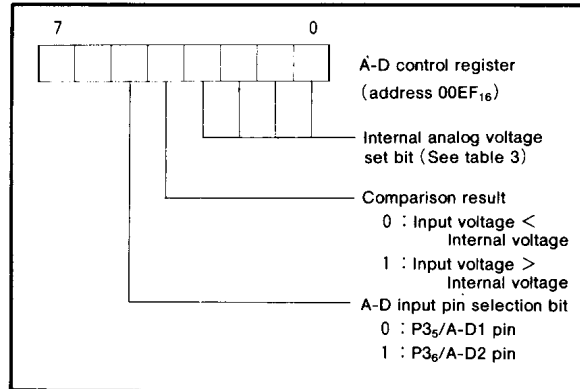 7 0
A-D control register
(address 00EF₁₆)
Internal analog voltage
set bit (See table 3)
Comparison result
0 : Input voltage <
Internal voltage
1 : Input voltage >
Internal voltage
A-D input pin selection bit
0 : P3₅/A-D1 pin
1 : P3₆/A-D2 pin